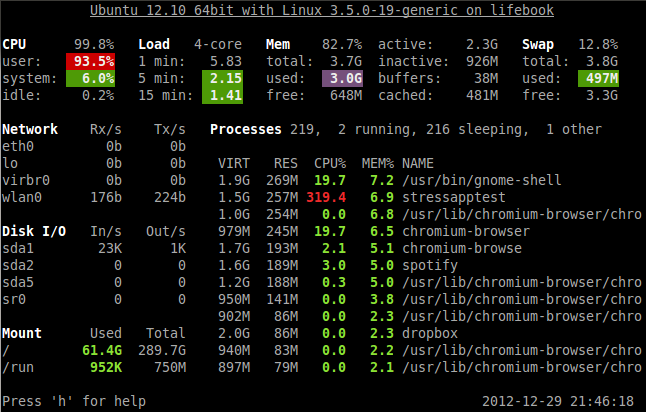 Ubuntu 12.10 64bit with Linux 3.5.0-19-generic on lifebook
CPU 99.8% Load 4-core Mem 82.7% active: 2.3G Swap 12.8%
user: 93.5% 1 min: 5.83 total: 3.7G inactive: 926M total: 3.8G
system: 6.0% 5 min: 2.15 used: 3.0G buffers: 38M used: 497M
idle: 0.2% 15 min: 1.41 free: 648M cached: 481M free: 3.3G
Network Rx/s Tx/s Processes 219, 2 running, 216 sleeping, 1 other
eth0 0b 0b
lo 0b 0b VIRT RES CPU% MEM% NAME
virbr0 0b 0b 1.9G 269M 19.7 7.2 /usr/bin/gnome-shell
wlan0 176b 224b 1.5G 257M 319.4 6.9 stressapptest
1.0G 254M 0.0 6.8 /usr/lib/chromium-browser/chro
Disk I/O In/s Out/s 979M 245M 19.7 6.5 chromium-browser
sda1 23K 1K 1.7G 193M 2.1 5.1 chromium-browse
sda2 0 0 1.6G 189M 3.0 5.0 spotify
sda5 0 0 1.2G 188M 0.3 5.0 /usr/lib/chromium-browser/chro
sr0 0 0 950M 141M 0.0 3.8 /usr/lib/chromium-browser/chro
902M 86M 0.0 2.3 /usr/lib/chromium-browser/chro
Mount Used Total 2.0G 86M 0.0 2.3 dropbox
/ 61.4G 289.7G 940M 83M 0.0 2.2 /usr/lib/chromium-browser/chro
/run 952K 750M 897M 79M 0.0 2.1 /usr/lib/chromium-browser/chro
Press 'h' for help 2012-12-29 21:46:18